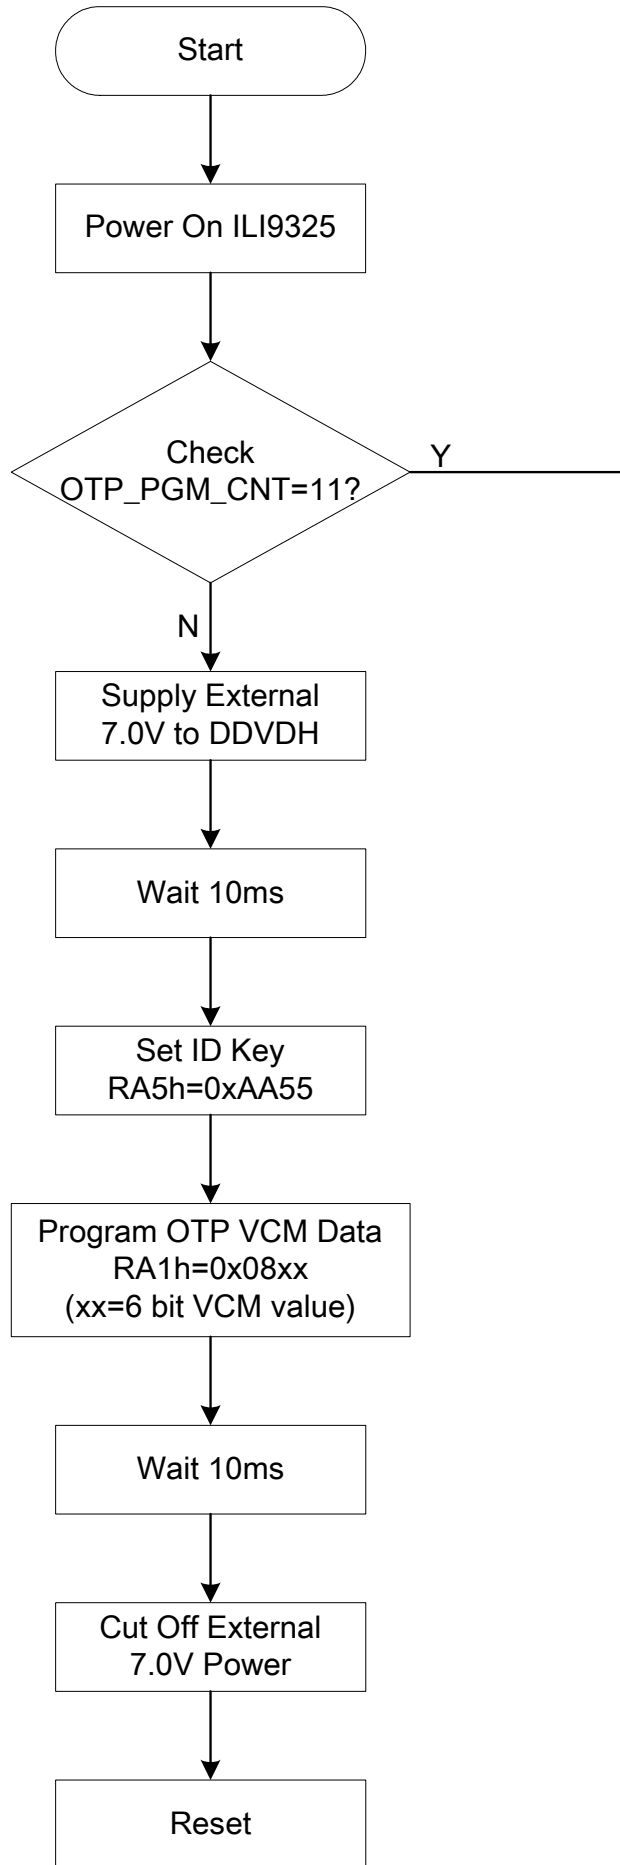 Start
Power On ILI9325
Check
OTP_PGM_CNT=11?
Y
N
Supply External
7.0V to DDVDH
Wait 10ms
Set ID Key
RA5h=0xAA55
Program OTP VCM Data
RA1h=0x08xx
(xx=6 bit VCM value)
Wait 10ms
Cut Off External
7.0V Power
Reset